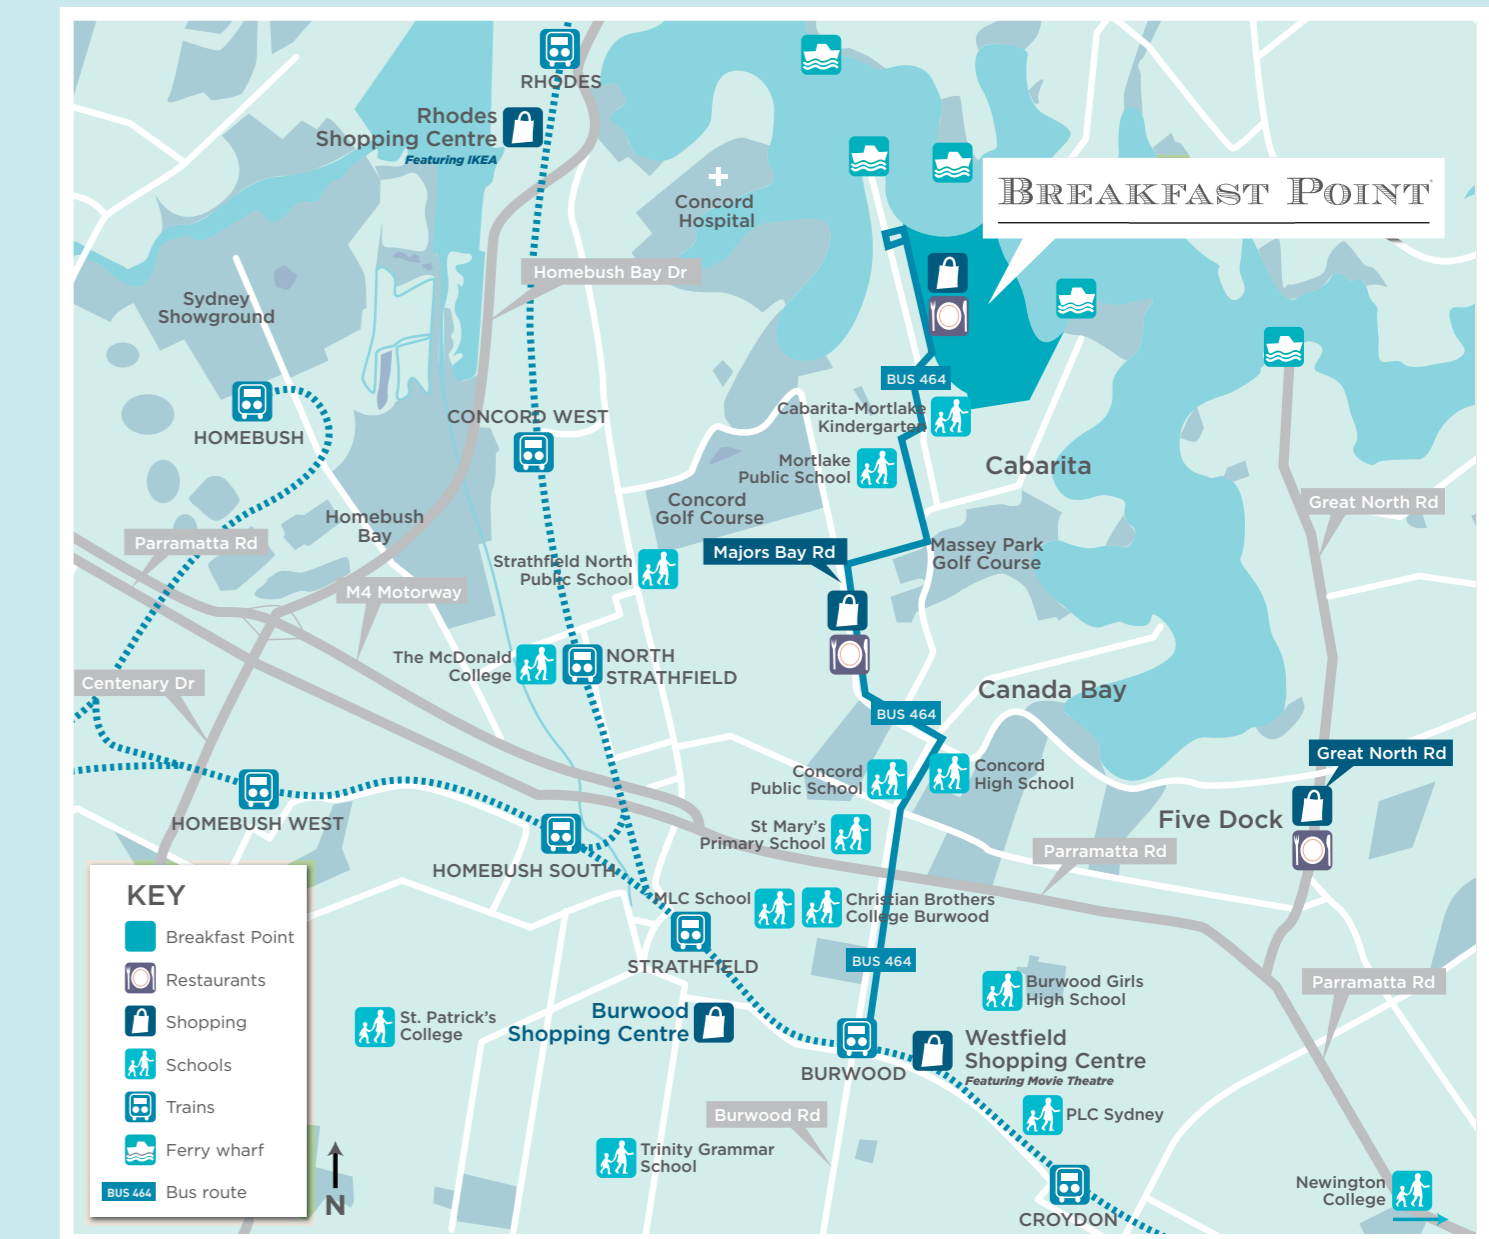 RHODES
Rhodes
Shopping Centre
Featuring IKEA
Concord
Hospital
BREAKFAST POINT
Homebush Bay Dr
Sydney
Showground
BUS 464
CONCORD WEST
HOMEBUSH
Cabarita-Mortlake
Kindergarten
Mortlake
Public School
Cabarita
Concord
Golf Course
Great North Rd
Homebush
Bay
Parramatta Rd
Majors Bay Rd
Massey Park
Golf Course
Strathfield North
Public School
M4 Motorway
The McDonald
College
NORTH
STRATHFIELD
Centenary Dr
Canada Bay
BUS 464
Great North Rd
Concord
Public School
Concord
High School
HOMEBUSH WEST
St Mary's
Primary School
Five Dock
Parramatta Rd
HOMEBUSH SOUTH
MLC School
Christian Brothers
College Burwood
STRATHFIELD
BUS 464
Burwood Girls
High School
Parramatta Rd
St. Patrick's
College
Burwood
Shopping Centre
BURWOOD
Westfield
Shopping Centre
Featuring Movie Theatre
Burwood Rd
PLC Sydney
Trinity Grammar
School
CROYDON
Newington
College
KEY
Breakfast Point
Restaurants
Shopping
Schools
Trains
Ferry wharf
BUS 464 Bus route
N